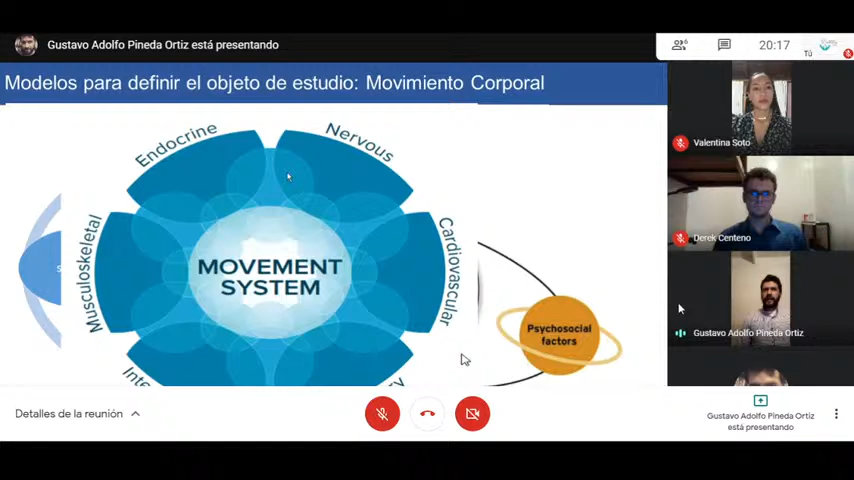 Gustavo Adolfo Pineda Ortiz está presentando
20:17
Tú
Modelos para definir el objeto de estudio: Movimiento Corporal
Endocrine
Nervous
Musculoskeletal
Cardiovascular
MOVEMENT
SYSTEM
Psychosocial
factors
Valentina Soto
Derek Centeno
Gustavo Adolfo Pineda Ortiz
Detalles de la reunión
Gustavo Adolfo Pineda Ortiz
está presentando